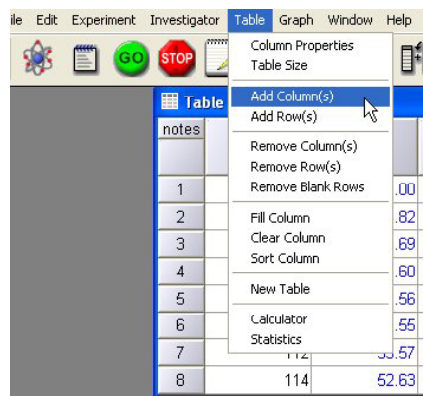 ile Edit Experiment Investigator Table Graph Window Help
GO STOP
Column Properties
Table Size
Add Column(s)
Add Row(s)
Remove Column(s)
Remove Row(s)
Remove Blank Rows
Fill Column
Clear Column
Sort Column
New Table
Calculator
Statistics
Table
notes
1 .00
2 .82
3 .69
4 .60
5 .56
6 .55
7 112 .57
8 114 52.63